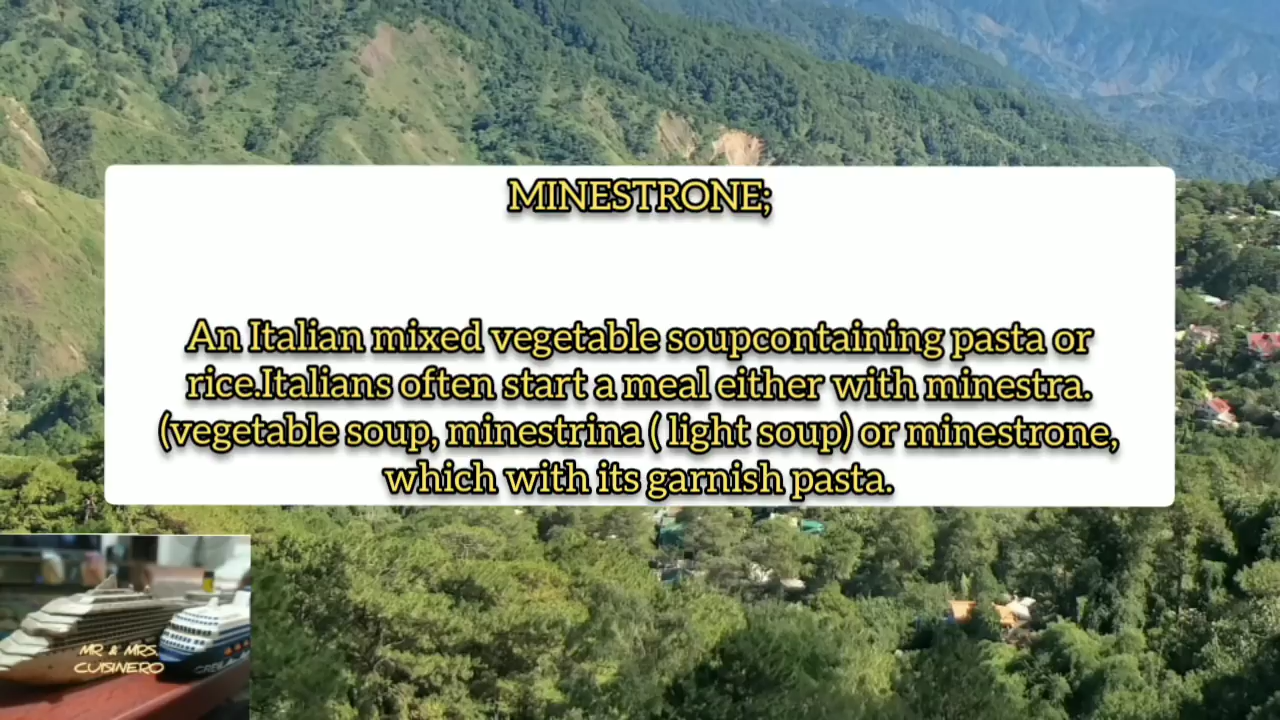 MINESTRONE;
An Italian mixed vegetable soupcontaining pasta or
rice.Italians often start a meal either with minestra.
(vegetable soup, minestrina ( light soup) or minestrone,
which with its garnish pasta.
MR & MRS.
CUISINERO